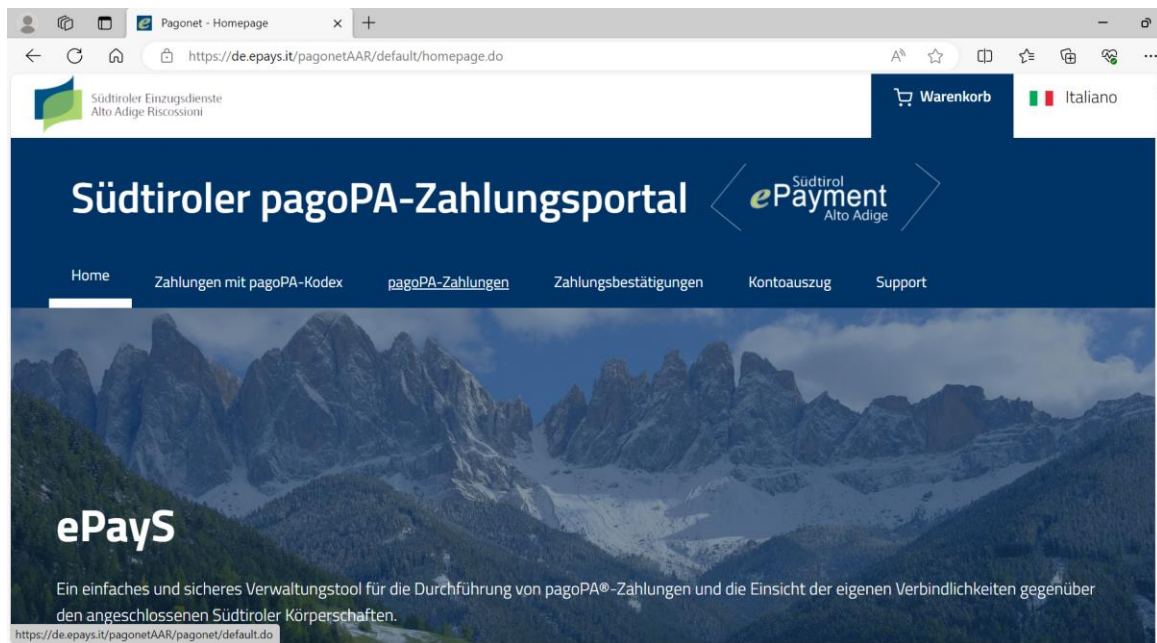 Pagonet - Homepage
https://de.epays.it/pagonetAAR/default/homepage.do
Südtiroler Einzugsdienste
Alto Adige Riscossioni
Warenkorb
Italiano
Südtiroler pagoPA-Zahlungsportal
Südtirol
ePayment
Alto Adige
Home Zahlungen mit pagoPA-Kodex pagoPA-Zahlungen Zahlungsbestätigungen Kontoauszug Support
ePayS
Ein einfaches und sicheres Verwaltungstool für die Durchführung von pagoPA®-Zahlungen und die Einsicht der eigenen Verbindlichkeiten gegenüber
den angeschlossenen Südtiroler Körperschaften.
https://de.epays.it/pagonetAAR/pagonet/default.do